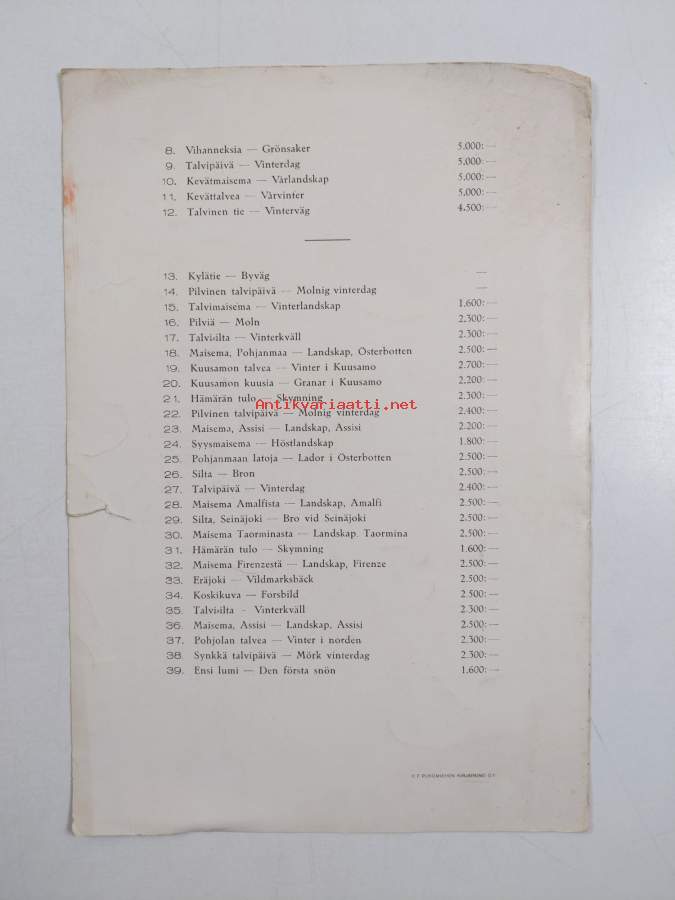 8. Vihanneksia — Grönsaker 5,000: —
9. Talvipäivä — Vinterdag 5,000: —
10. Kevätmaisema — Vårlandskap 5,000: —
11. Kevättalvea — Vårvinter 5,000: —
12. Talvinen tie — Winterväg 4.500: —
13. Kylätie — Byväg —
14. Pilvinen talvipäivä — Molnig vinterdag —
15. Talvimaisema — Vinterlandskap 1.600: —
16. Pilviä — Moln 2.300: —
17. Talvisilta — Vinterkväll 2.300: —
18. Maisema, Pohjanmaa — Landskap, Österbotten 2.500: —
19. Kuusamon talvea — Vinter i Kuusamo 2.700: —
20. Kuusamon kuusia — Granar i Kuusamo 2.200: —
21. Hämärän tulo — Skymning 2.300: —
Antikvariaatti.net
22. Pilvinen talvipäivä — Molnig vinterdag 2.400: —
23. Maisema, Assisi — Landskap, Assisi 2.200: —
24. Syysmaisema — Höstlandskap 1.800: —
25. Pohjanmaan latoja — Lador i Österbotten 2.500: —
26. Silta — Bron 2.500: —
27. Talvipäivä — Vinterdag 2.400: —
28. Maisema Amalfista — Landskap, Amalfi 2.500: —
29. Silta, Seinäjoki — Bro vid Seinäjoki 2.500: —
30. Maisema Taorminasta — Landskap. Taormina 2.500: —
31. Hämärän tulo — Skymning 1.600: —
32. Maisema Firenzestä — Landskap, Firenze 2.500: —
33. Eräjoki — Vildmarksbäck 2.500: —
34. Koskikuva — Forsbild 2.500: —
35. Talvisilta - Vinterkväll 2.300: —
36. Maisema, Assisi — Landskap, Assisi 2.500: —
37. Pohjolan talvea — Vinter i norden 2.300: —
38. Synkkä talvipäivä — Mörk vinterdag 2.300: —
39. Ensi lumi — Den första snön 1.600: —